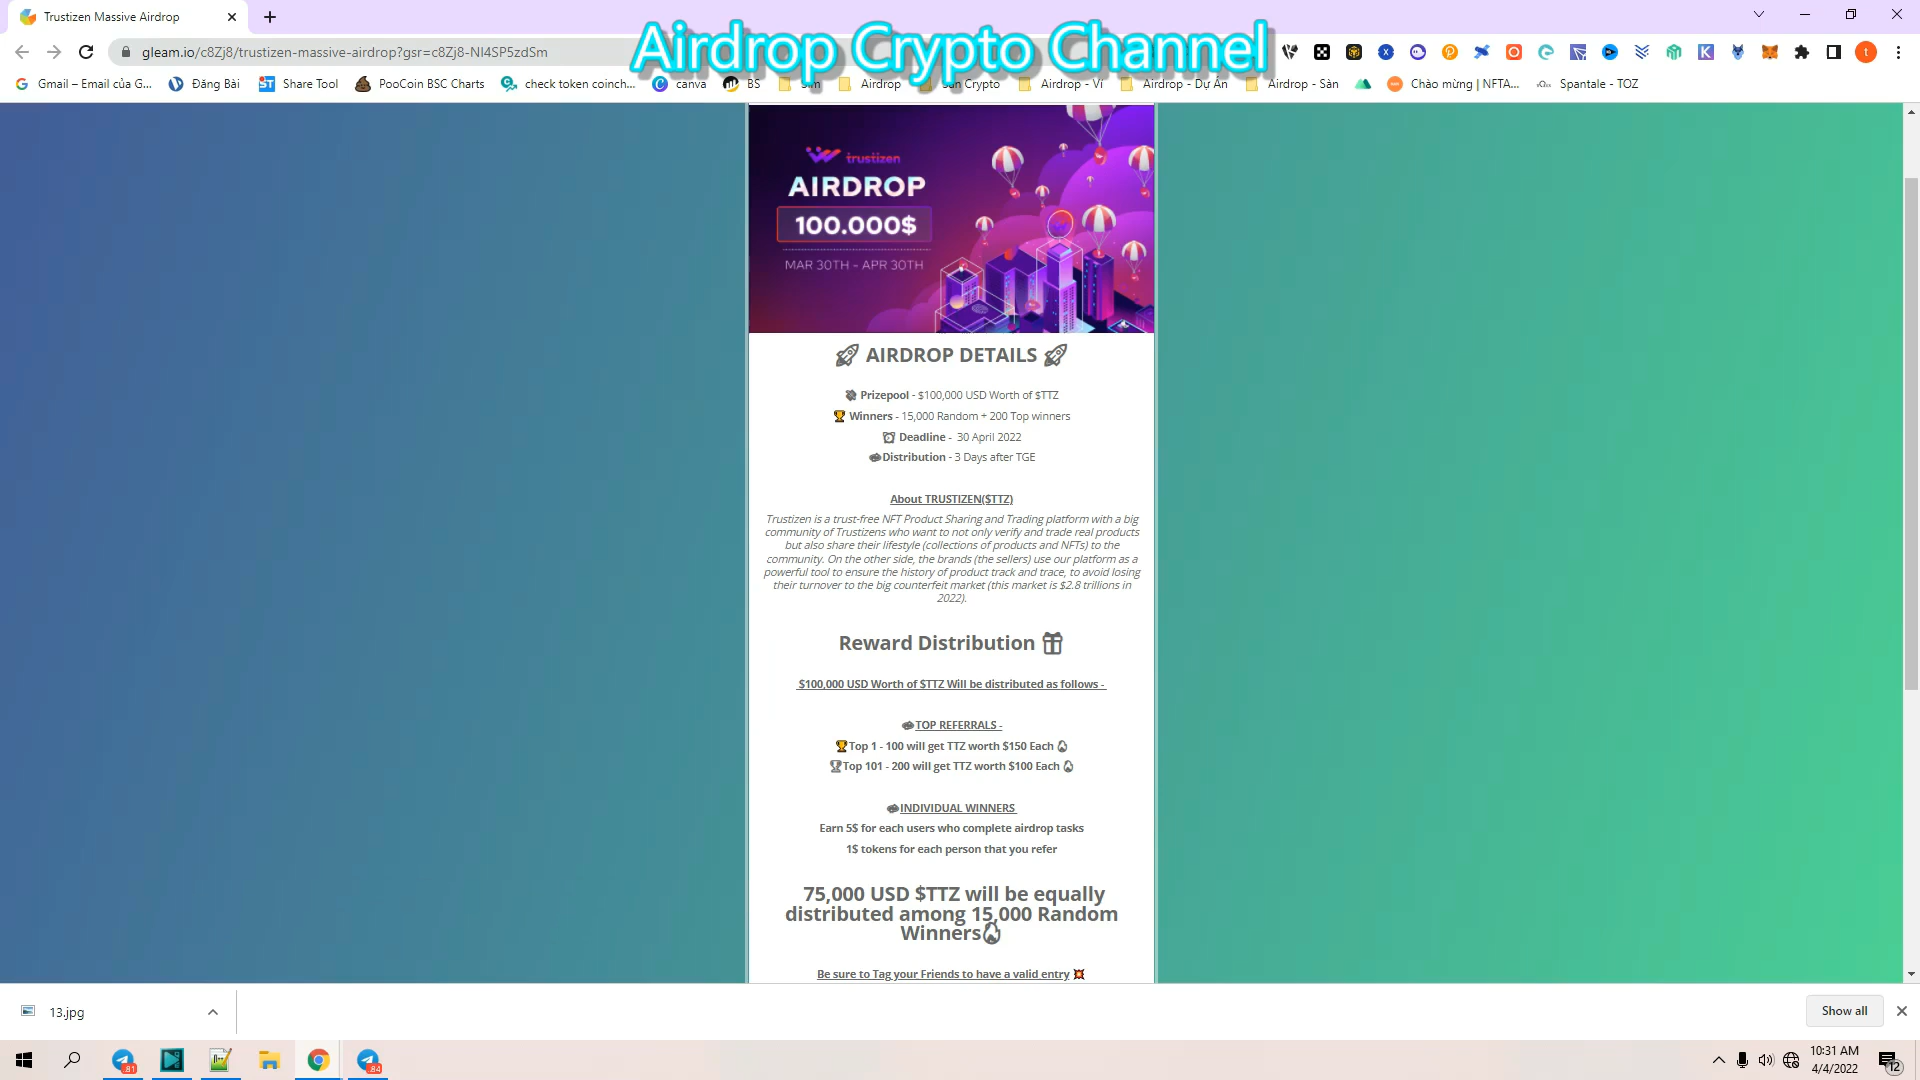 Trustizen Massive Airdrop
Airdrop Crypto Channel
gleam.io/c8Zj8/trustizen-massive-airdrop?gsr=c8Zj8-NI4SP5zdSm
Gmail – Email của G...
Đăng Bài
Share Tool
PooCoin BSC Charts
check token coinch...
canva
BS
Sim
Airdrop
Sàn Crypto
Airdrop - Ví
Airdrop - Dự Án
Airdrop - Sàn
Chào mừng | NFTA...
Spantale - TOZ
trustizen
AIRDROP
100.000$
MAR 30TH - APR 30TH
AIRDROP DETAILS
Prizepool - $100,000 USD Worth of $TTZ
Winners - 15,000 Random + 200 Top winners
Deadline - 30 April 2022
Distribution - 3 Days after TGE
About TRUSTIZEN($TTZ)
Trustizen is a trust-free NFT Product Sharing and Trading platform with a big
community of Trustizens who want to not only verify and trade real products
but also share their lifestyle (collections of products and NFTs) to the
community. On the other side, the brands (the sellers) use our platform as a
powerful tool to ensure the history of product track and trace, to avoid losing
their turnover to the big counterfeit market (this market is $2.8 trillions in
2022).
Reward Distribution
$100,000 USD Worth of $TTZ Will be distributed as follows -
TOP REFERRALS -
Top 1 - 100 will get TTZ worth $150 Each
Top 101 - 200 will get TTZ worth $100 Each
INDIVIDUAL WINNERS
Earn 5$ for each users who complete airdrop tasks
1$ tokens for each person that you refer
75,000 USD $TTZ will be equally
distributed among 15,000 Random
Winners
Be sure to Tag your Friends to have a valid entry
13.jpg
Show all
81
84
10:31 AM
4/4/2022
12